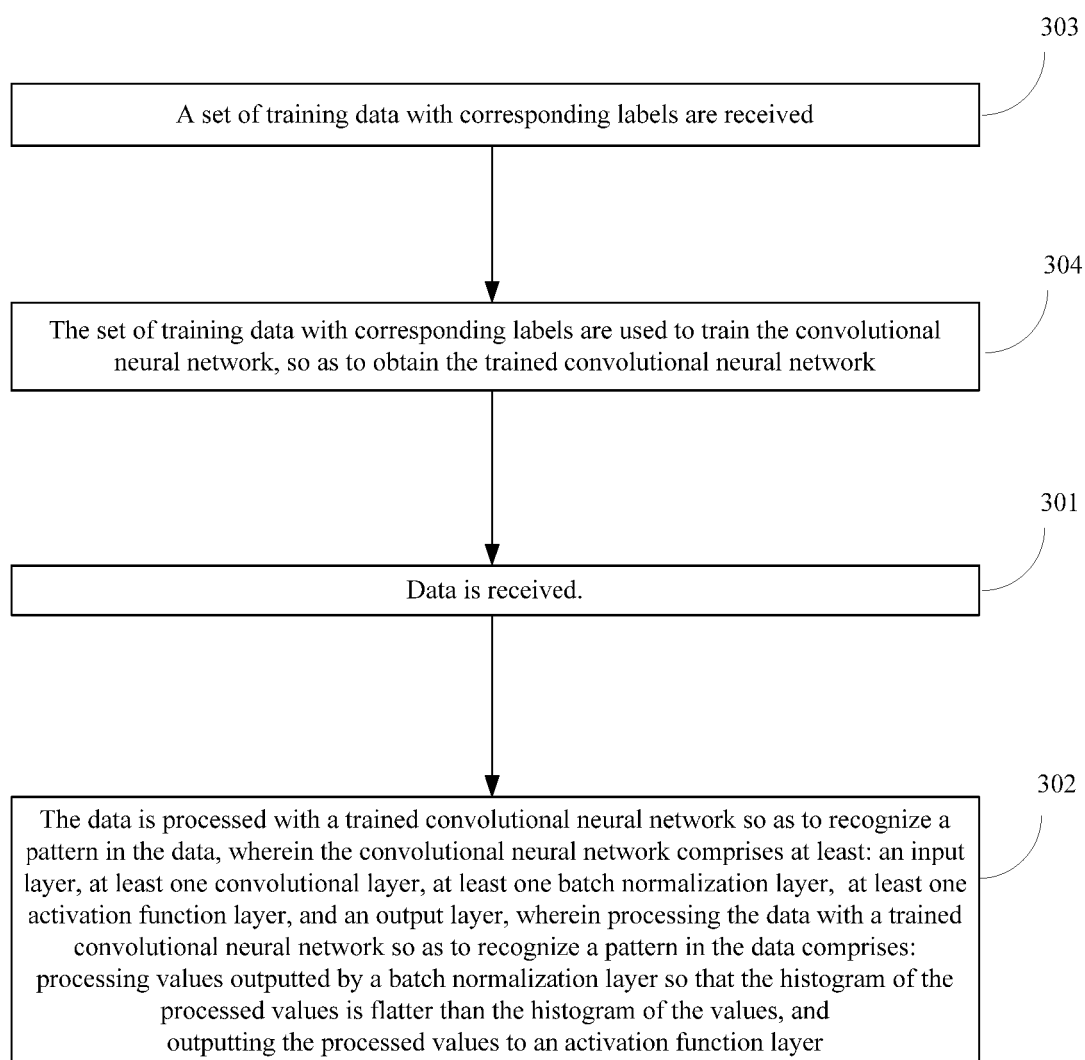 303
A set of training data with corresponding labels are received
304
The set of training data with corresponding labels are used to train the convolutional
neural network, so as to obtain the trained convolutional neural network
301
Data is received.
302
The data is processed with a trained convolutional neural network so as to recognize a
pattern in the data, wherein the convolutional neural network comprises at least: an input
layer, at least one convolutional layer, at least one batch normalization layer, at least one
activation function layer, and an output layer, wherein processing the data with a trained
convolutional neural network so as to recognize a pattern in the data comprises:
processing values outputted by a batch normalization layer so that the histogram of the
processed values is flatter than the histogram of the values, and
outputting the processed values to an activation function layer